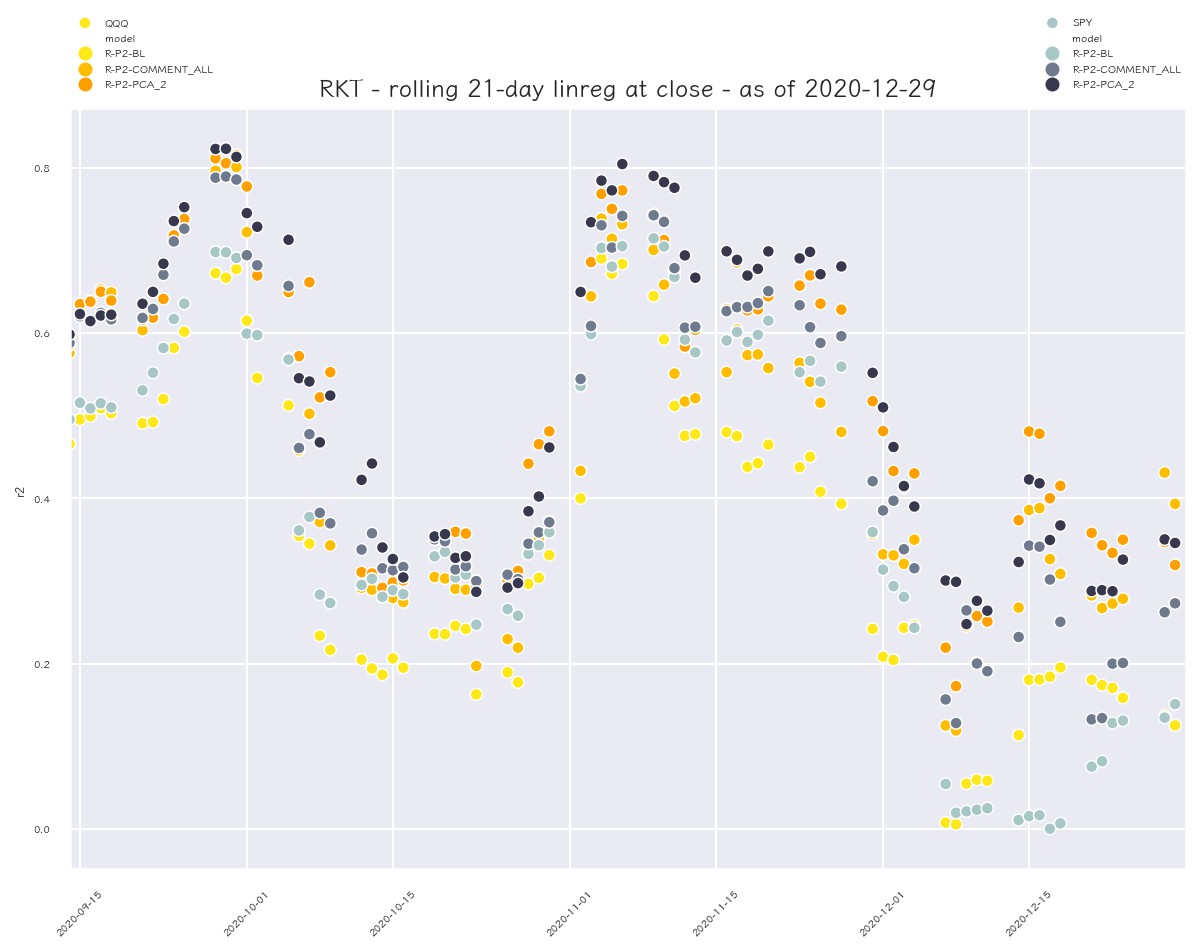 QQQ
model
R-P2-BL
R-P2-COMMENT_ALL
R-P2-PCA_2
SPY
model
R-P2-BL
R-P2-COMMENT_ALL
R-P2-PCA_2
RKT - rolling 21-day linreg at close - as of 2020-12-29
r2
0.8
0.6
0.4
0.2
0.0
2020-09-15
2020-10-01
2020-10-15
2020-11-01
2020-11-15
2020-12-01
2020-12-15